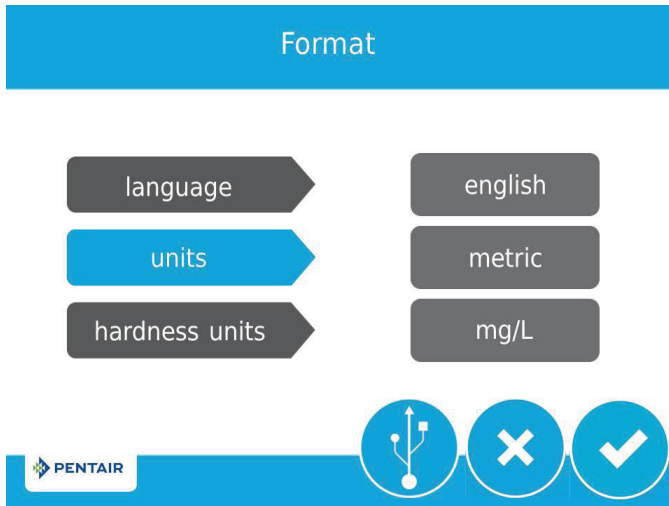 Format
language
english
units
metric
hardness units
mg/L
PENTAIR